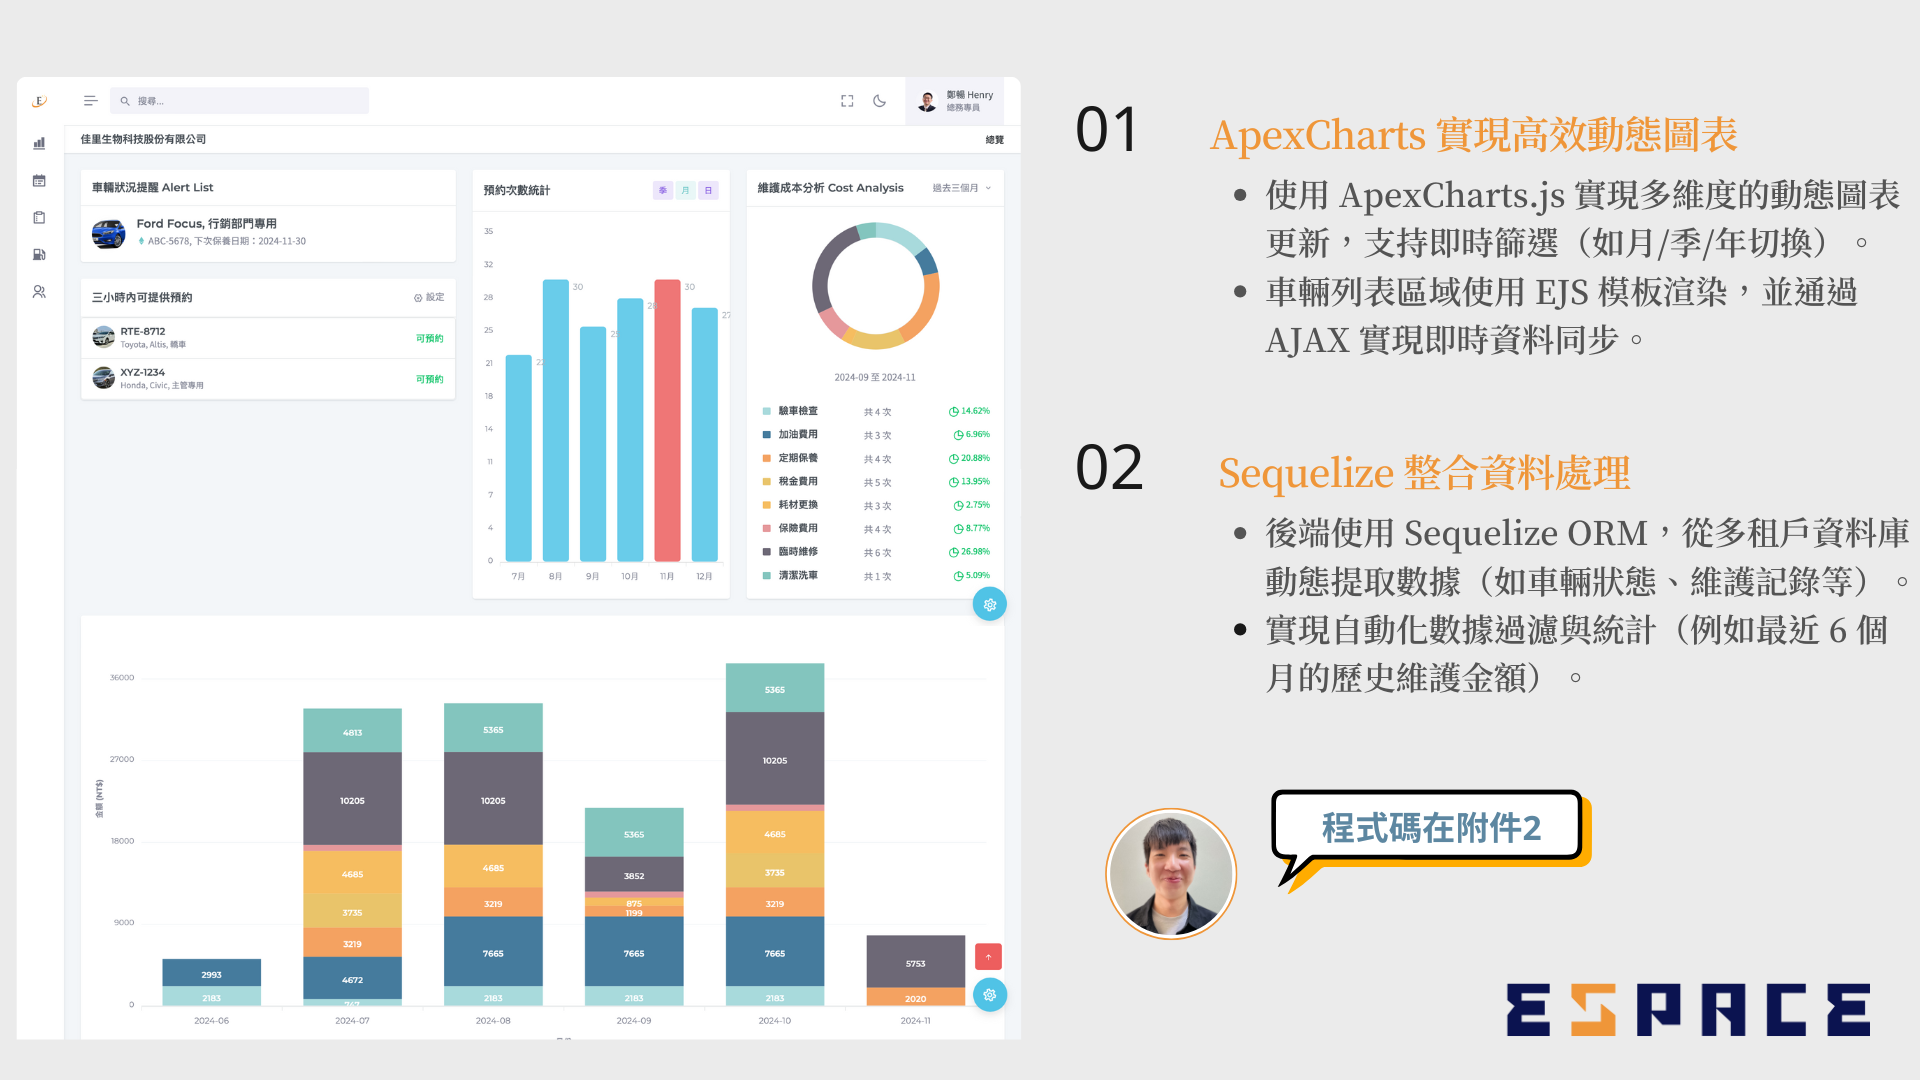 E
搜尋...
鄭暢 Henry
總務專員
佳里生物科技股份有限公司
總覽
車輛狀況提醒 Alert List
Ford Focus, 行銷部門專用
ABC-5678, 下次保養日期：2024-11-30
三小時內可提供預約
設定
RTE-8712
Toyota, Altis, 轎車
可預約
XYZ-1234
Honda, Civic, 主管專用
可預約
預約次數統計
季 月 日
35
32
28
25
21
18
14
11
7
4
0
30
30
27
7月 8月 9月 10月 11月 12月
維護成本分析 Cost Analysis
過去三個月
2024-09 至 2024-11
驗車檢查 共 4 次 14.62%
加油費用 共 3 次 6.96%
定期保養 共 4 次 20.88%
稅金費用 共 5 次 13.95%
耗材更換 共 3 次 2.75%
保險費用 共 4 次 8.77%
臨時維修 共 6 次 26.98%
清潔洗車 共 1 次 5.09%
金額 (NT$)
36000
27000
18000
9000
0
2993
2183
4813
10205
4685
3735
3219
4672
747
5365
10205
4685
3219
7665
2183
5365
3852
875
1199
7665
2183
5365
10205
4685
3735
3219
7665
2183
5753
2020
2024-06 2024-07 2024-08 2024-09 2024-10 2024-11
01
ApexCharts 實現高效動態圖表
使用 ApexCharts.js 實現多維度的動態圖表
更新，支持即時篩選（如月/季/年切換）。
車輛列表區域使用 EJS 模板渲染，並通過
AJAX 實現即時資料同步。
02
Sequelize 整合資料處理
後端使用 Sequelize ORM，從多租戶資料庫
動態提取數據（如車輛狀態、維護記錄等）。
實現自動化數據過濾與統計（例如最近 6 個
月的歷史維護金額）。
程式碼在附件2
ESPACE